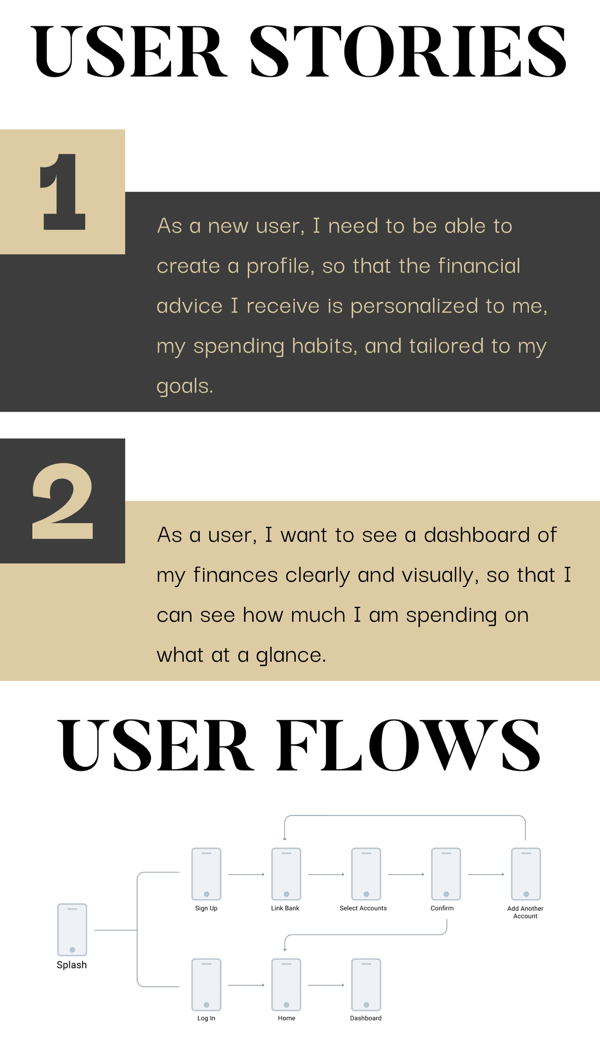 USER STORIES
1
As a new user, I need to be able to
create a profile, so that the financial
advice I receive is personalized to me,
my spending habits, and tailored to my
goals.
2
As a user, I want to see a dashboard of
my finances clearly and visually, so that I
can see how much I am spending on
what at a glance.
USER FLOWS
Sign Up
Link Bank
Select Accounts
Confirm
Add Another
Account
Splash
Log In
Home
Dashboard